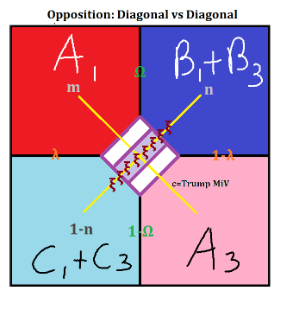 Opposition: Diagonal vs Diagonal
A1
Ω
B1+B3
m
n
λ
1-λ
c=Trump MiV
1-n
1-Ω
C1+C3
A3